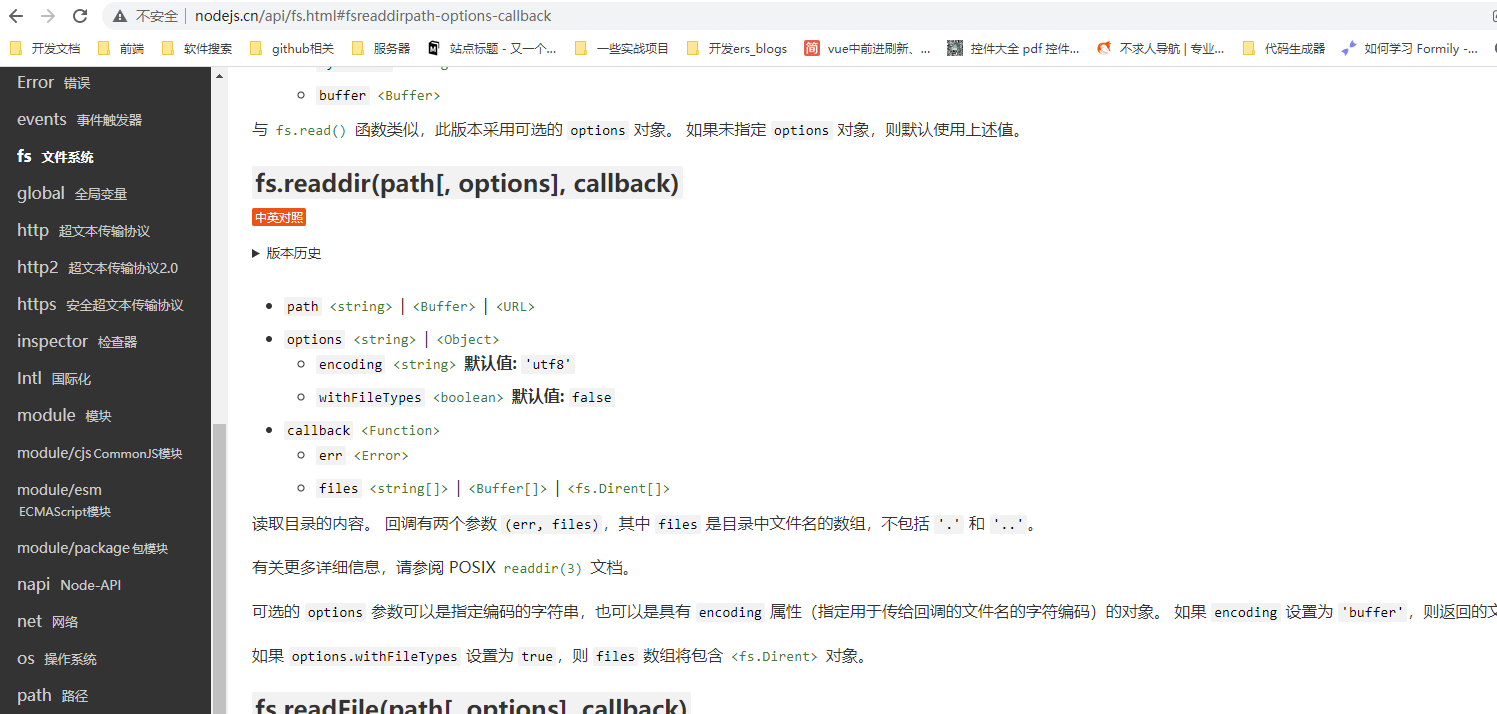 不安全 nodejs.cn/api/fs.html#fsreaddirpath-options-callback
开发文档 前端 软件搜索 github相关 服务器 站点标题 - 又一个... 一些实战项目 开发ers_blogs 简 vue中前进刷新、... 控件大全 pdf 控件... 不求人导航 | 专业... 代码生成器 如何学习 Formily -...
Error 错误
events 事件触发器
fs 文件系统
global 全局变量
http 超文本传输协议
http2 超文本传输协议2.0
https 安全超文本传输协议
inspector 检查器
Intl 国际化
module 模块
module/cjs CommonJS模块
module/esm
ECMAScript模块
module/package 包模块
napi Node-API
net 网络
os 操作系统
path 路径
buffer <Buffer>
与 fs.read() 函数类似，此版本采用可选的 options 对象。 如果未指定 options 对象，则默认使用上述值。
fs.readdir(path[, options], callback)
中英对照
版本历史
path <string> | <Buffer> | <URL>
options <string> | <Object>
encoding <string> 默认值: 'utf8'
withFileTypes <boolean> 默认值: false
callback <Function>
err <Error>
files <string[]> | <Buffer[]> | <fs.Dirent[]>
读取目录的内容。 回调有两个参数 (err, files)，其中 files 是目录中文件名的数组，不包括 '.' 和 '..'。
有关更多详细信息，请参阅 POSIX readdir(3) 文档。
可选的 options 参数可以是指定编码的字符串，也可以是具有 encoding 属性（指定用于传给回调的文件名的字符编码）的对象。 如果 encoding 设置为 'buffer'，则返回的文
如果 options.withFileTypes 设置为 true，则 files 数组将包含 <fs.Dirent> 对象。
fs.readFile(path[, options], callback)